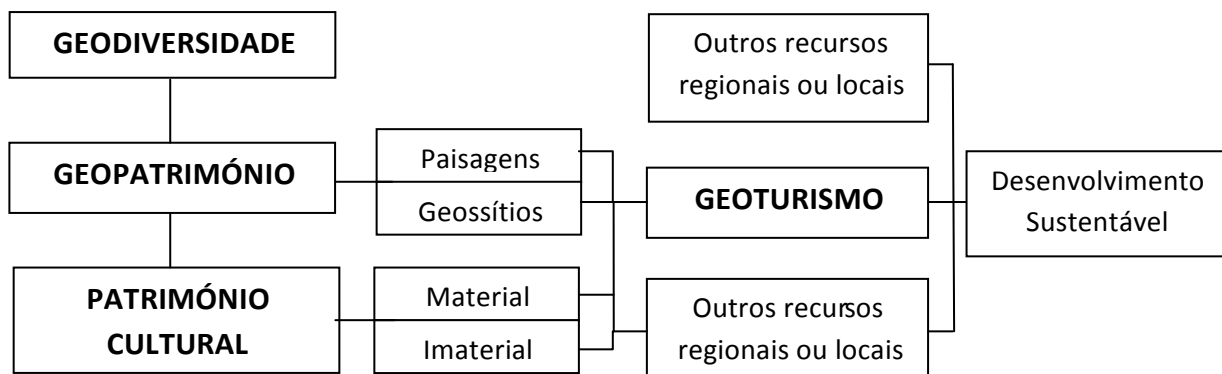 GEODIVERSIDADE
GEOPATRIMÓNIO
PATRIMÓNIO
CULTURAL
Paisagens
Geossítios
Material
Imaterial
Outros recursos
regionais ou locais
GEOTURISMO
Outros recursos
regionais ou locais
Desenvolvimento
Sustentável